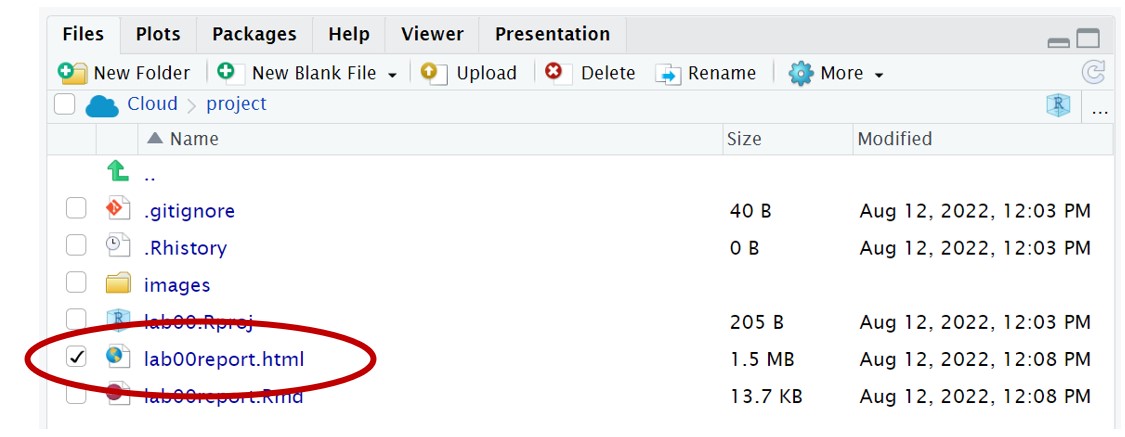 Files Plots Packages Help Viewer Presentation
New Folder New Blank File Upload Delete Rename More
Cloud project ...
Name Size Modified
..
.gitignore 40 B Aug 12, 2022, 12:03 PM
.Rhistory 0 B Aug 12, 2022, 12:03 PM
images
lab00.Rproj 205 B Aug 12, 2022, 12:03 PM
lab00report.html 1.5 MB Aug 12, 2022, 12:08 PM
lab00report.Rmd 13.7 KB Aug 12, 2022, 12:08 PM